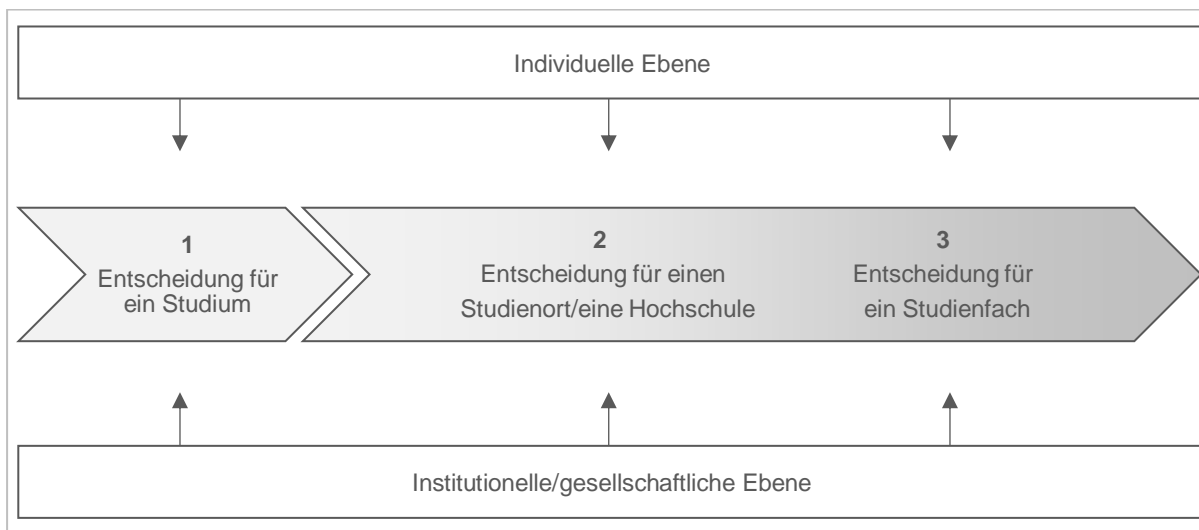 Individuelle Ebene
1
Entscheidung für
ein Studium
2
Entscheidung für einen
Studienort/eine Hochschule
3
Entscheidung für
ein Studienfach
Institutionelle/gesellschaftliche Ebene